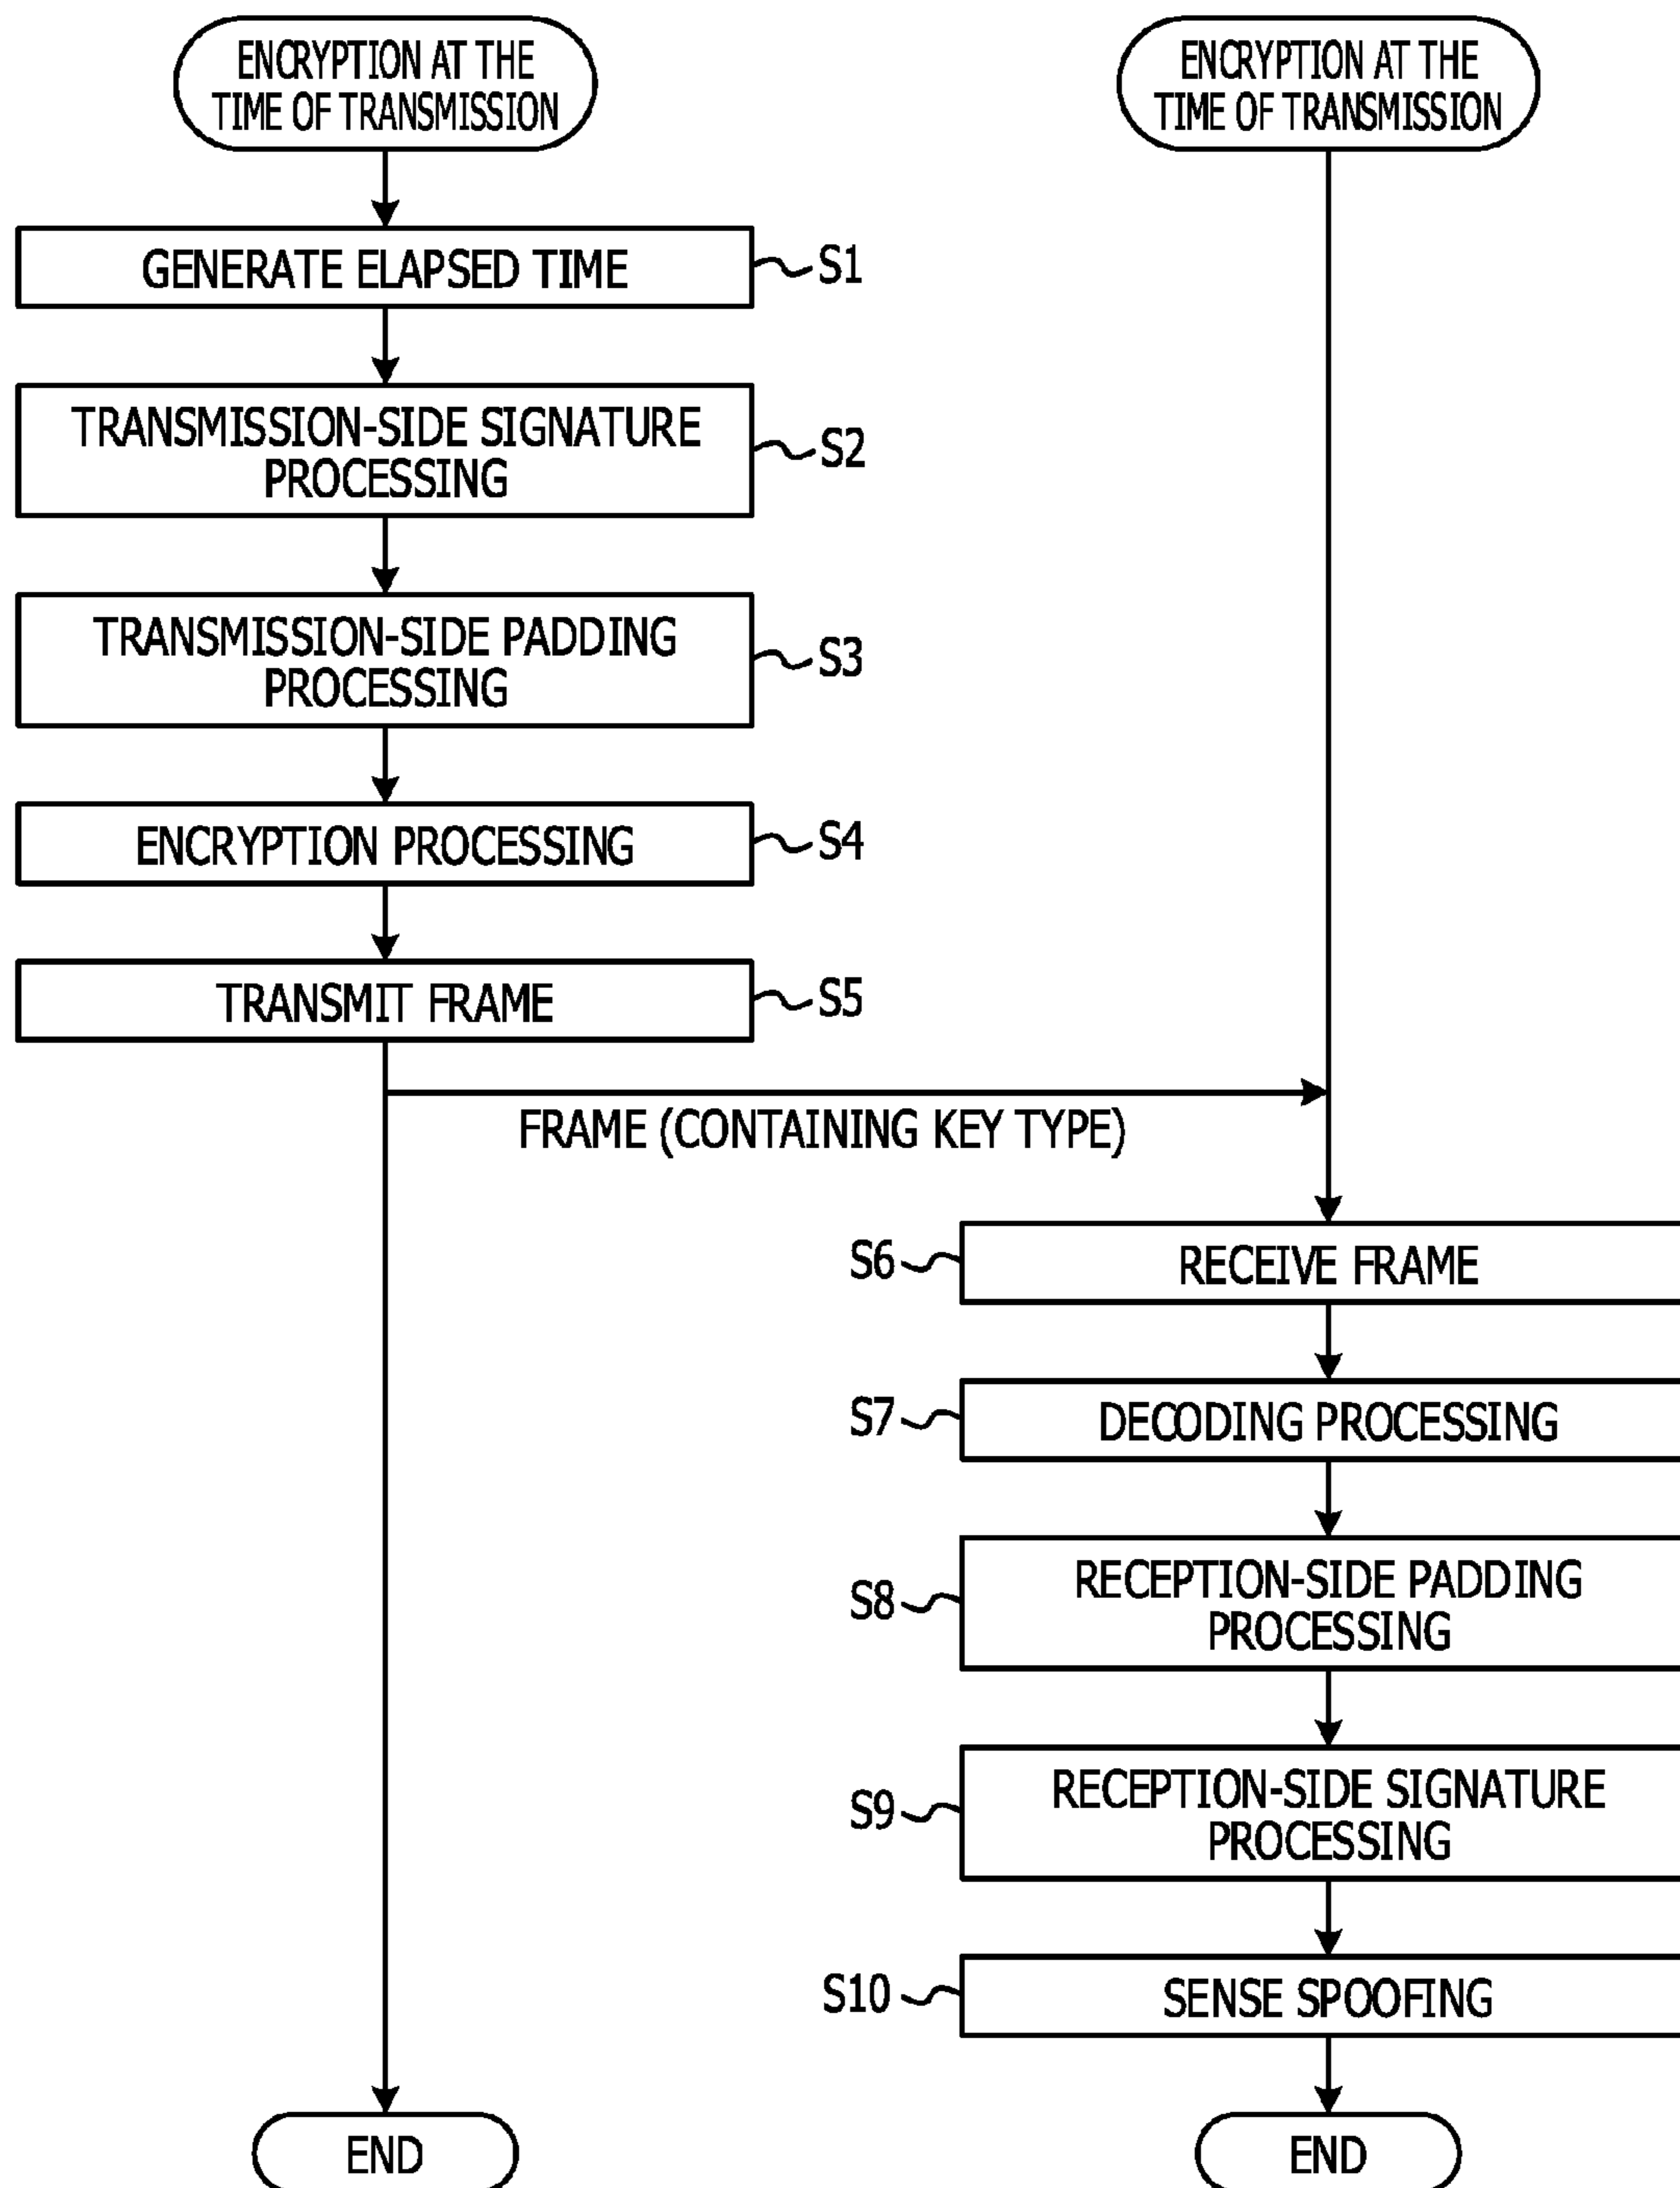 ENCRYPTION AT THE
TIME OF TRANSMISSION
GENERATE ELAPSED TIME
S1
TRANSMISSION-SIDE SIGNATURE
PROCESSING
S2
TRANSMISSION-SIDE PADDING
PROCESSING
S3
ENCRYPTION PROCESSING
S4
TRANSMIT FRAME
S5
FRAME (CONTAINING KEY TYPE)
END
ENCRYPTION AT THE
TIME OF TRANSMISSION
S6
RECEIVE FRAME
S7
DECODING PROCESSING
S8
RECEPTION-SIDE PADDING
PROCESSING
S9
RECEPTION-SIDE SIGNATURE
PROCESSING
S10
SENSE SPOOFING
END